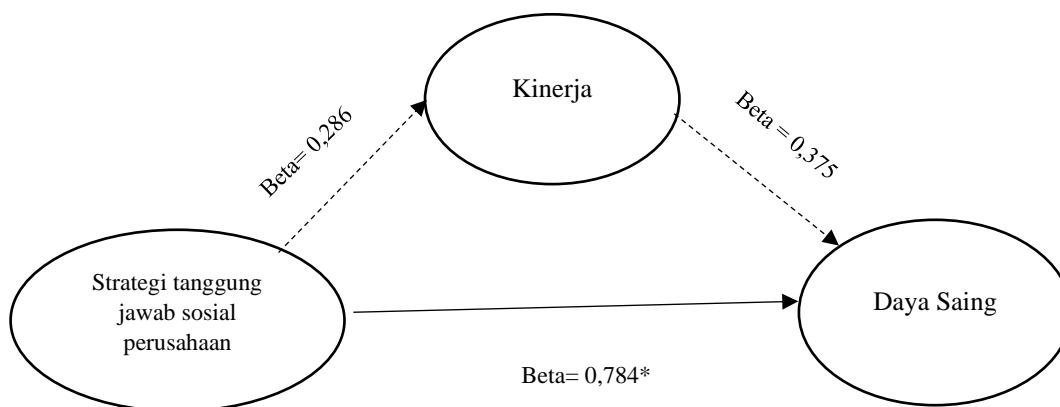 Kinerja
Beta= 0,286
Beta = 0,375
Strategi tanggung
jawab sosial
perusahaan
Daya Saing
Beta= 0,784*